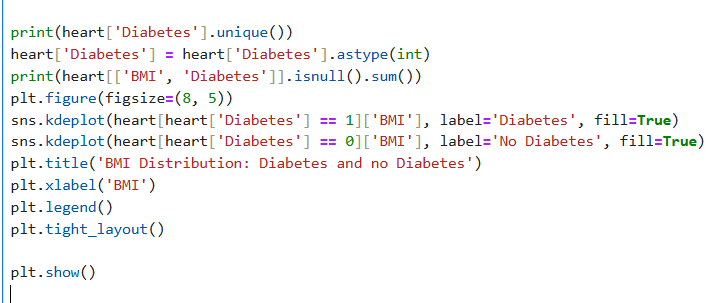 print(heart['Diabetes'].unique())
heart['Diabetes'] = heart['Diabetes'].astype(int)
print(heart[['BMI', 'Diabetes']].isnull().sum())
plt.figure(figsize=(8, 5))
sns.kdeplot(heart[heart['Diabetes'] == 1]['BMI'], label='Diabetes', fill=True)
sns.kdeplot(heart[heart['Diabetes'] == 0]['BMI'], label='No Diabetes', fill=True)
plt.title('BMI Distribution: Diabetes and no Diabetes')
plt.xlabel('BMI')
plt.legend()
plt.tight_layout()
plt.show()